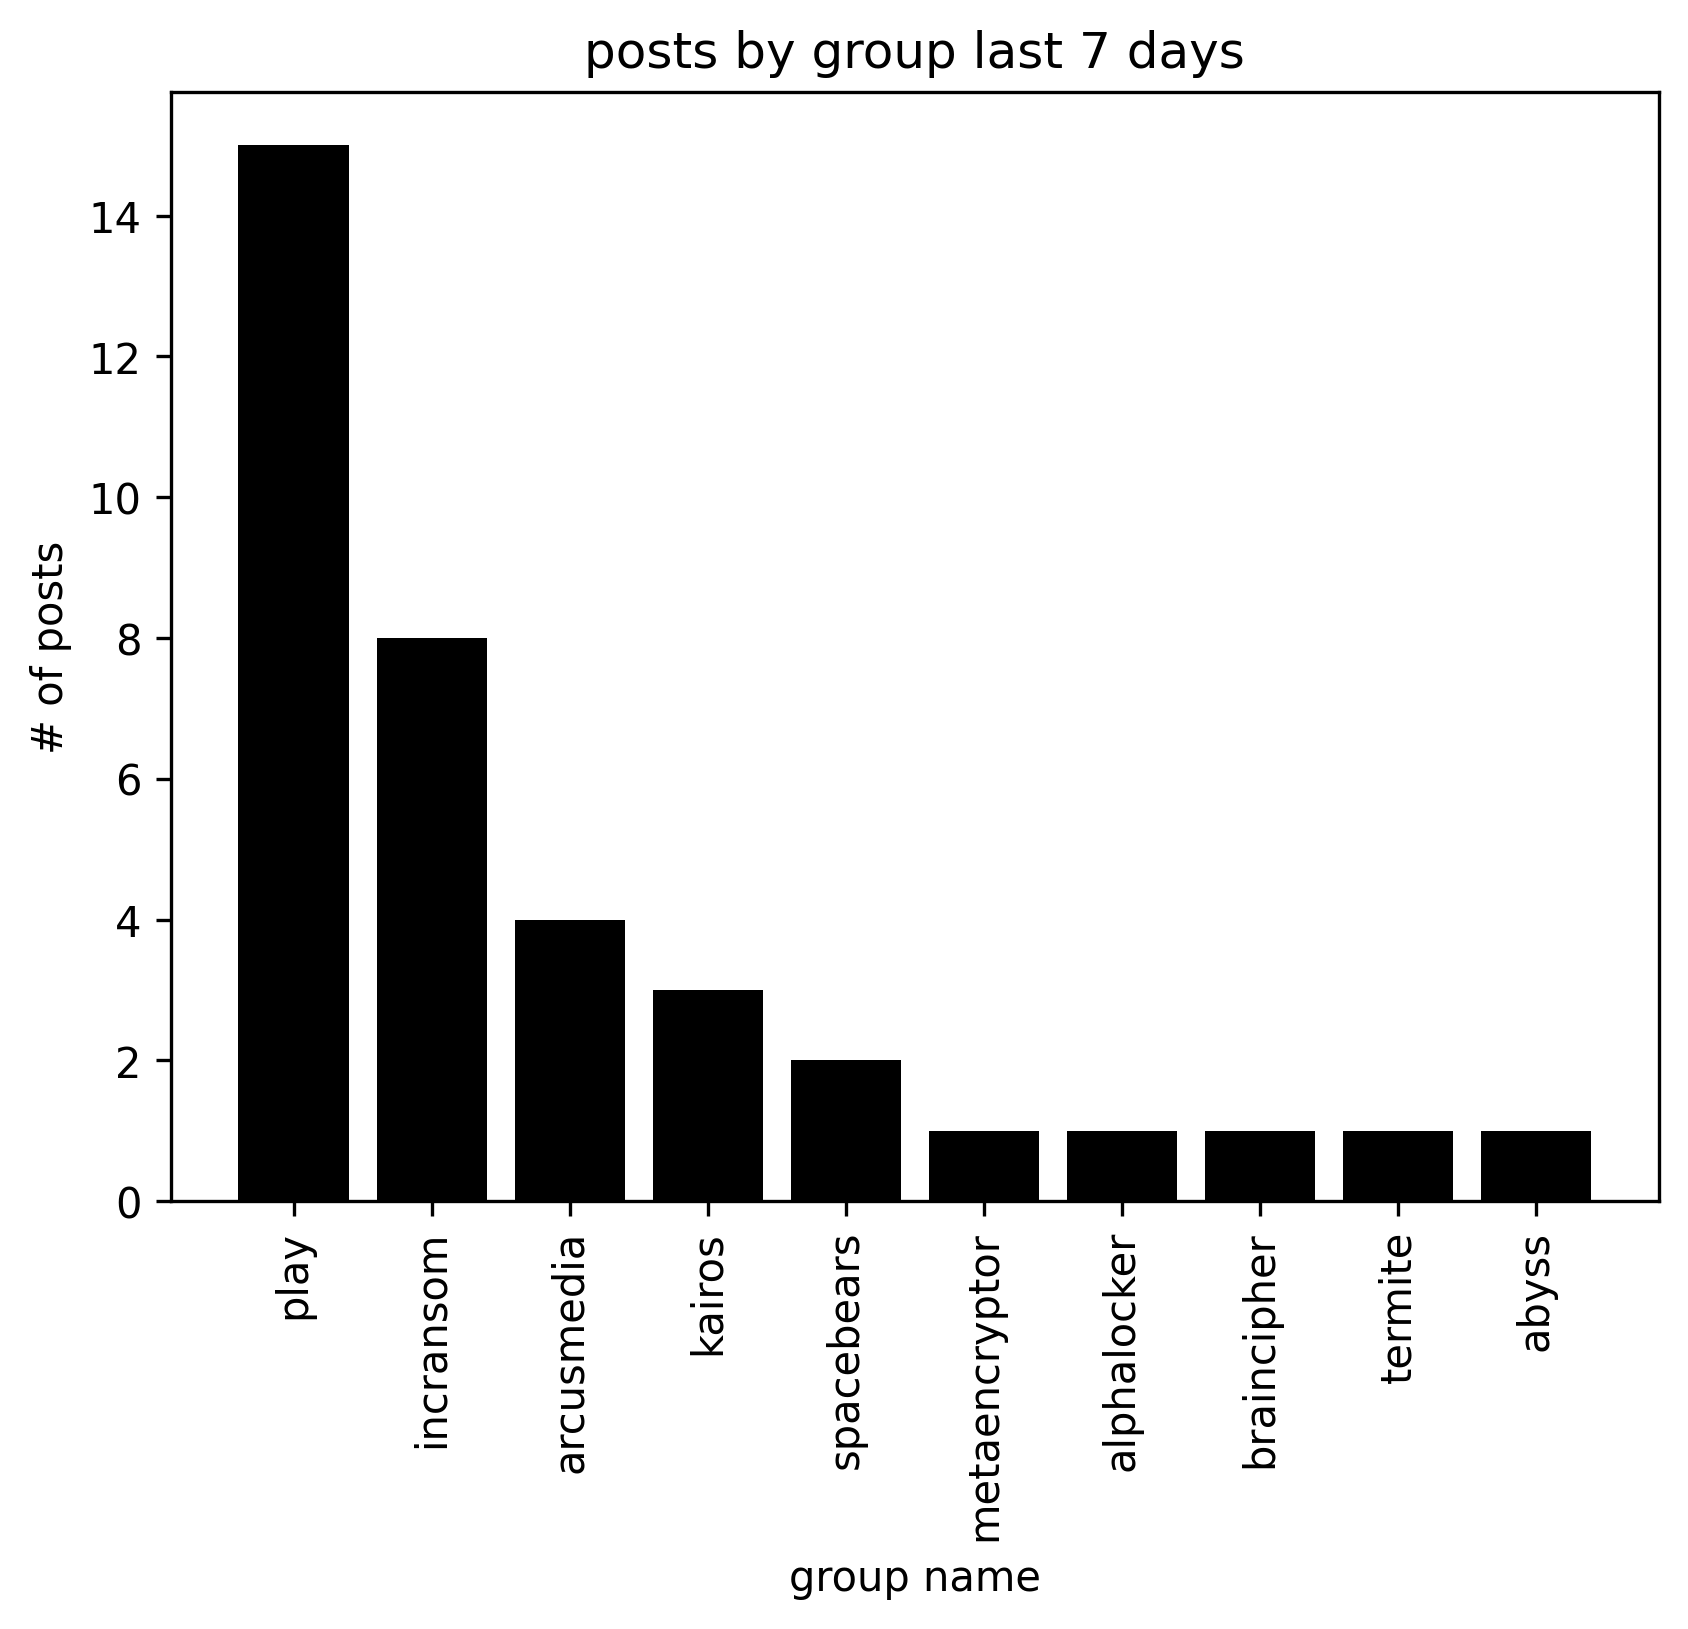 posts by group last 7 days
# of posts
14
12
10
8
6
4
2
0
play
incransom
arcusmedia
kairos
spacebears
metaencryptor
alphalocker
braincipher
termite
abyss
group name